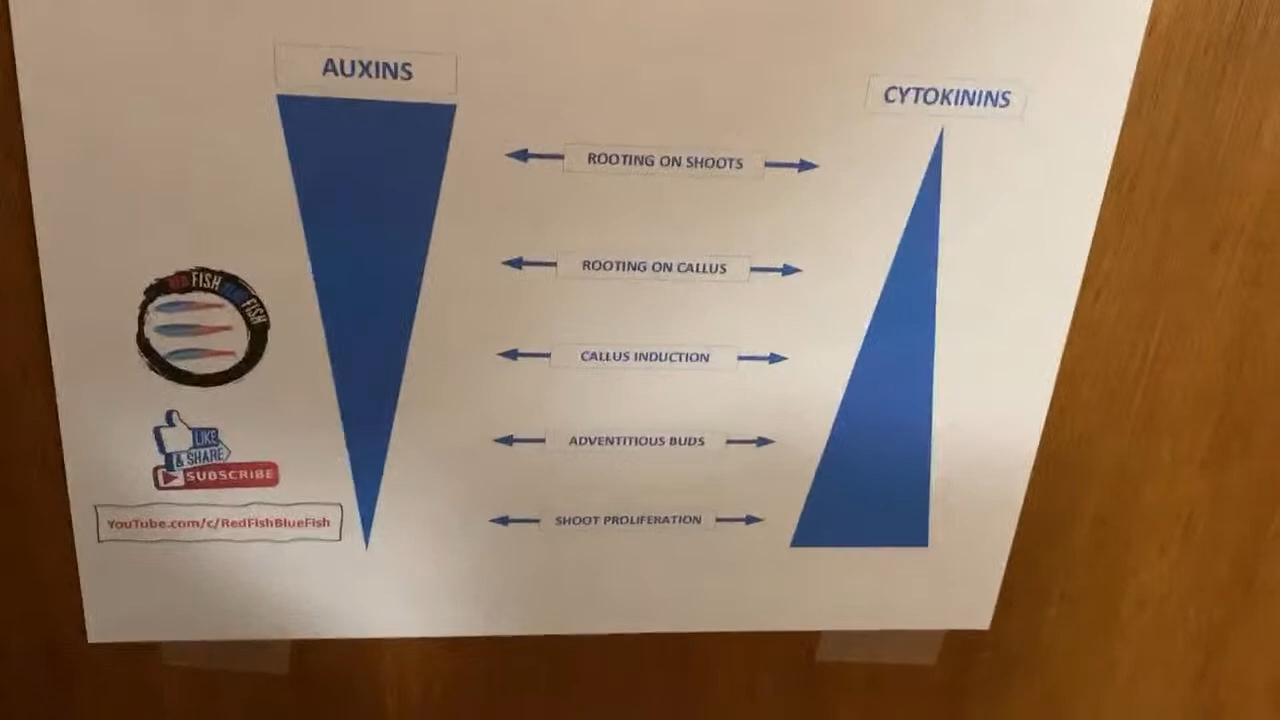 AUXINS
CYTOKININS
ROOTING ON SHOOTS
ROOTING ON CALLUS
CALLUS INDUCTION
ADVENTITIOUS BUDS
SHOOT PROLIFERATION
RED FISH BLUE FISH
LIKE
& SHARE
SUBSCRIBE
YouTube.com/c/RedFishBlueFish